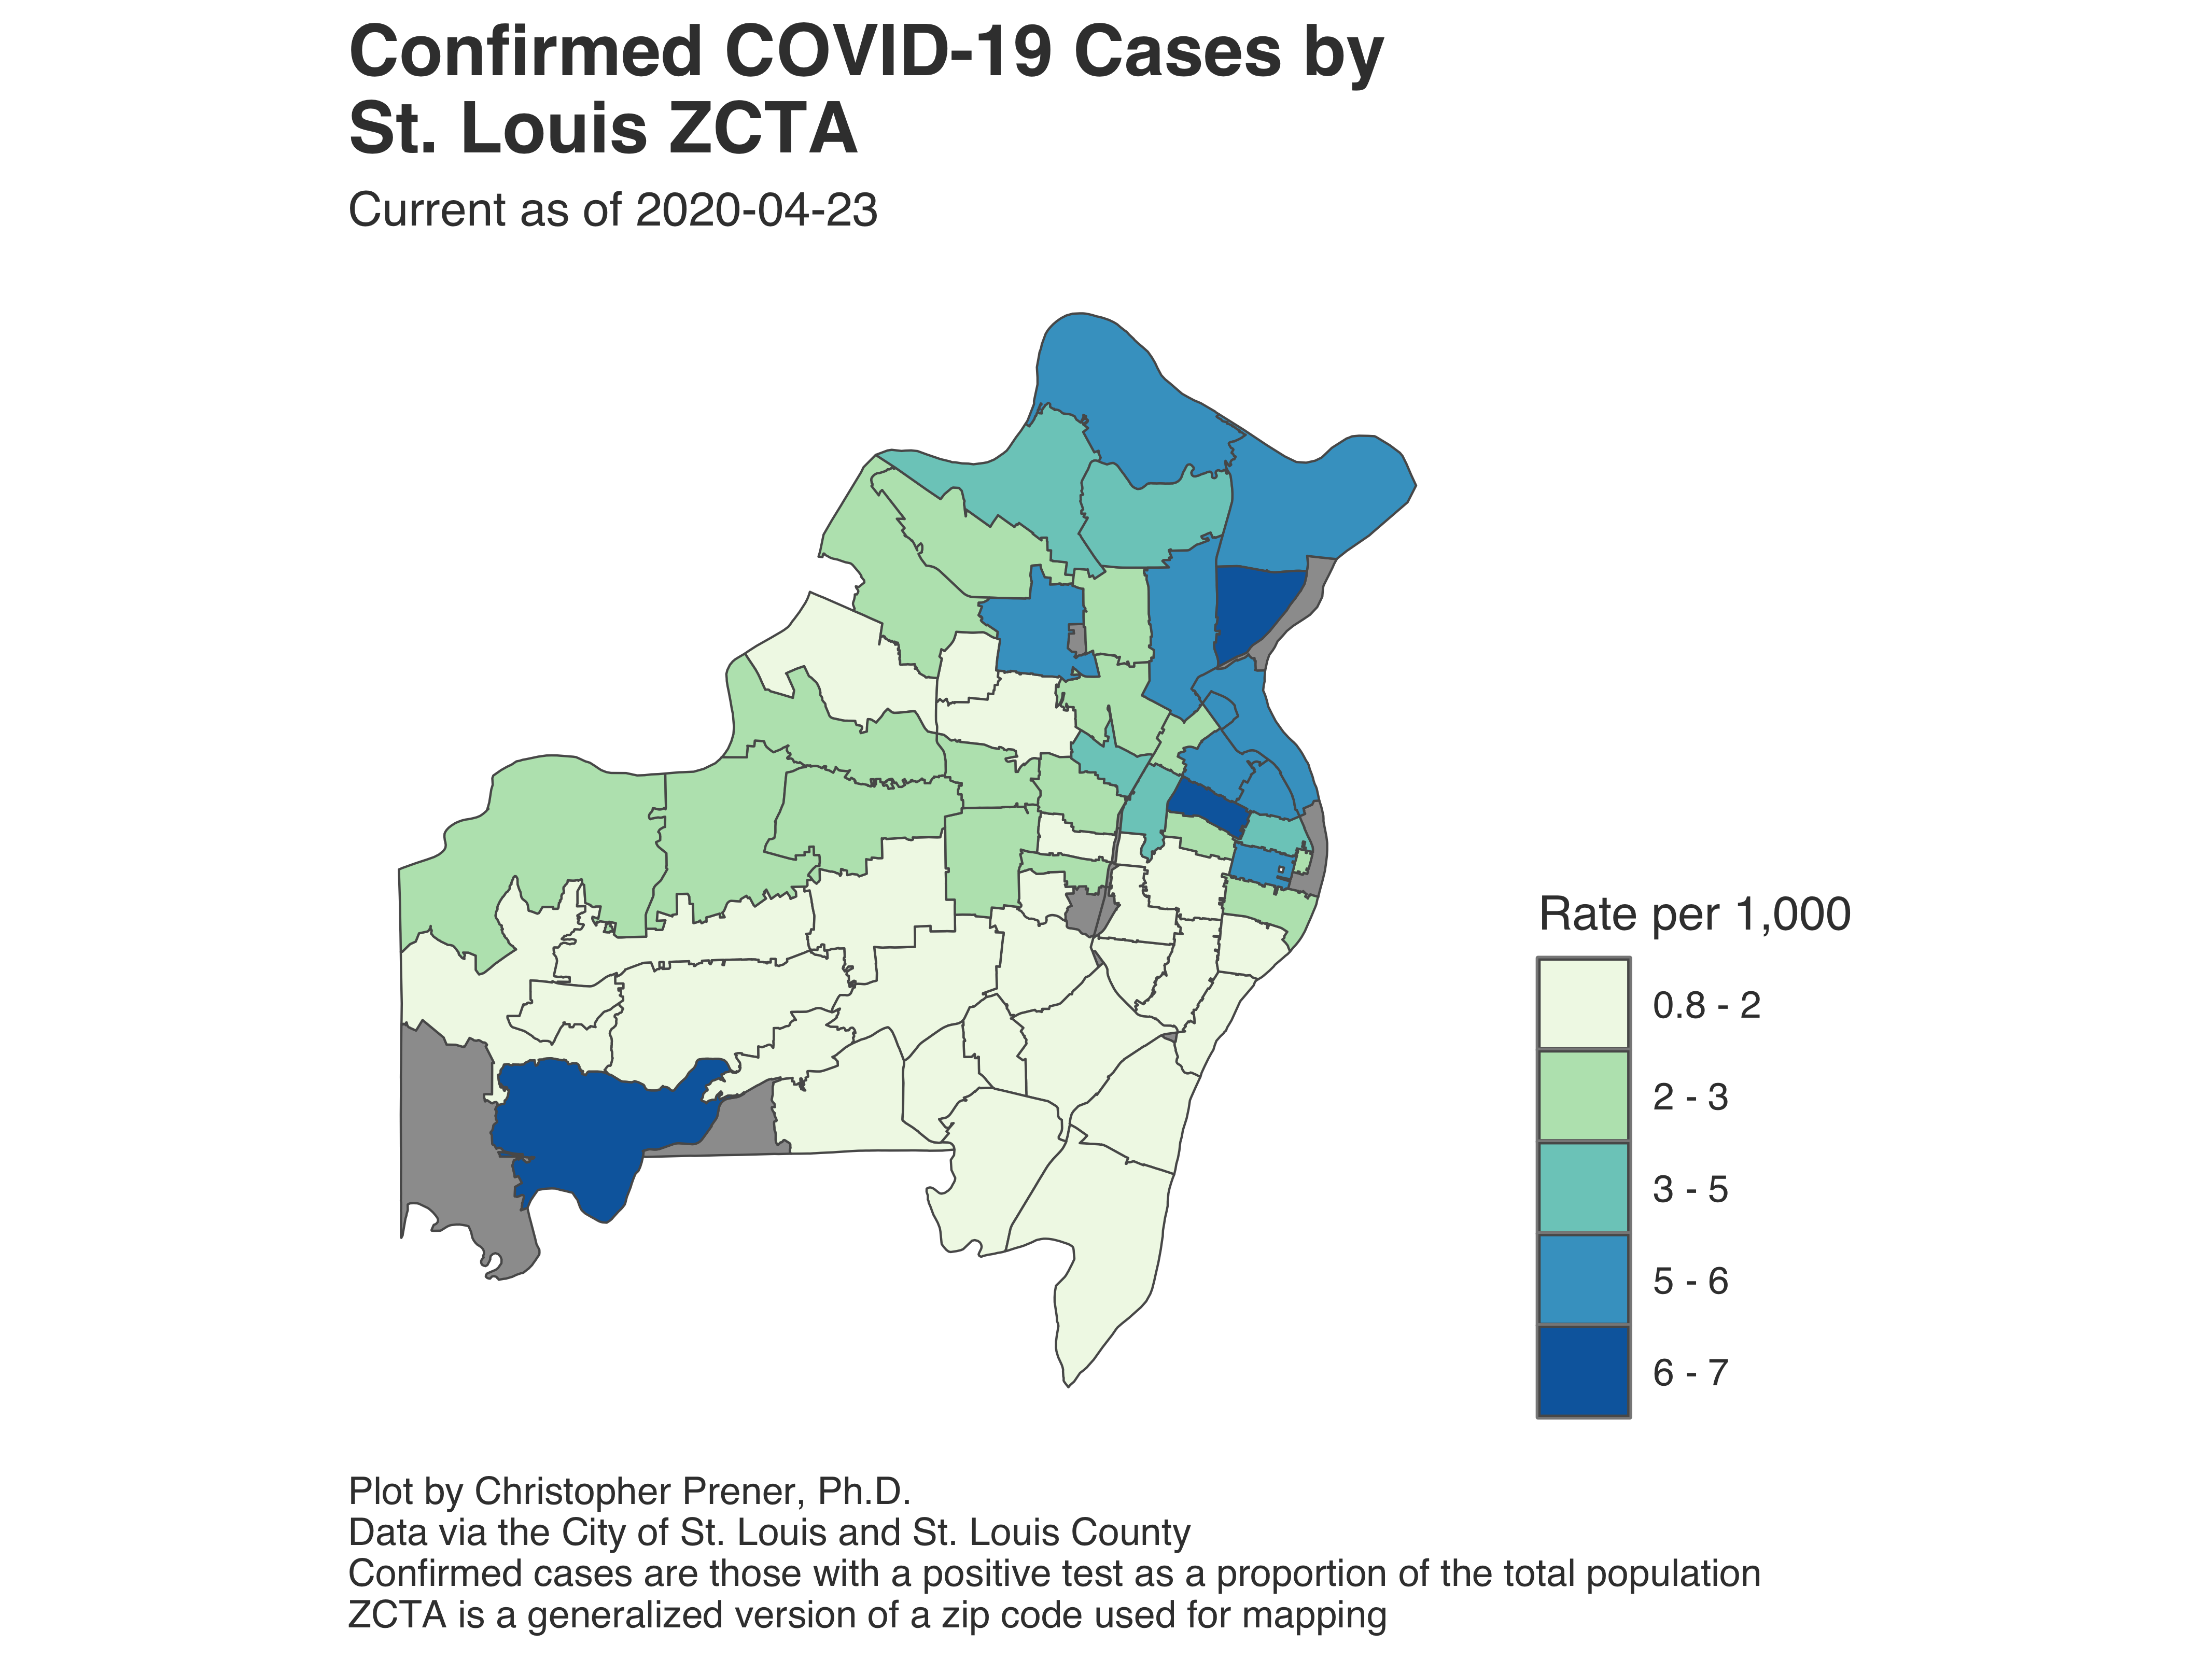 Confirmed COVID-19 Cases by
St. Louis ZCTA
Current as of 2020-04-23
Rate per 1,000
0.8 - 2
2 - 3
3 - 5
5 - 6
6 - 7
Plot by Christopher Prener, Ph.D.
Data via the City of St. Louis and St. Louis County
Confirmed cases are those with a positive test as a proportion of the total population
ZCTA is a generalized version of a zip code used for mapping